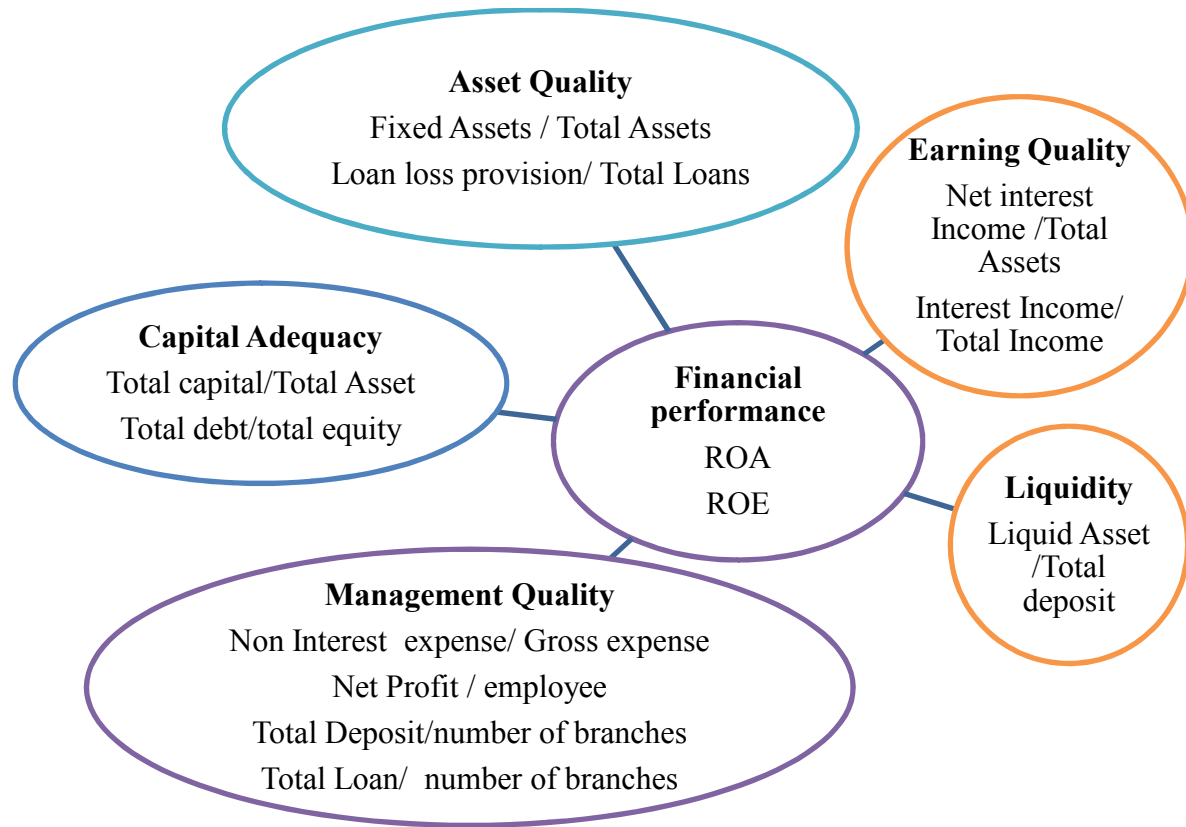 Asset Quality
Fixed Assets / Total Assets
Loan loss provision/ Total Loans
Earning Quality
Net interest
Income /Total
Assets
Interest Income/
Total Income
Capital Adequacy
Total capital/Total Asset
Total debt/total equity
Financial
performance
ROA
ROE
Liquidity
Liquid Asset
/Total
deposit
Management Quality
Non Interest  expense/ Gross expense
Net Profit / employee
Total Deposit/number of branches
Total Loan/  number of branches